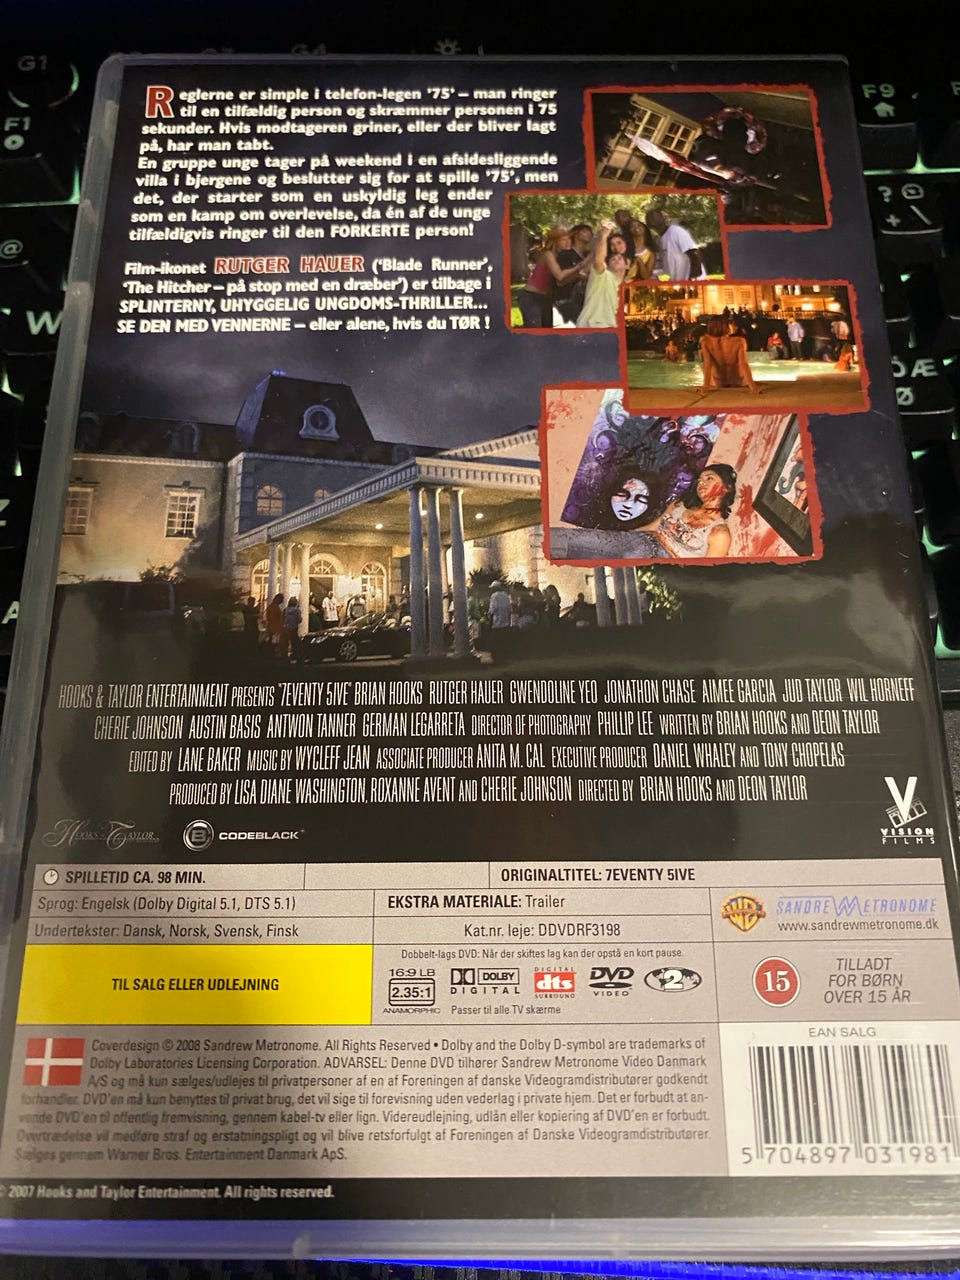 G1
G4
F1
F9
? 
+ \
@
W
ÖÆ
Ø
Z
A
Reglerne er simple i telefon-legen '75' – man ringer
til en tilfældig person og skræmmer personen i 75
sekunder. Hvis modtageren griner, eller der bliver lagt
på, har man tabt.
En gruppe unge tager på weekend i en afsidesliggende
villa i bjergene og beslutter sig for at spille '75', men
det, der starter som en uskyldig leg ender
som en kamp om overlevelse, da én af de unge
tilfældigvis ringer til den FORKERTE person!
Film-ikonet RUTGER HAUER ('Blade Runner',
'The Hitcher – på stop med en dræber') er tilbage i
SPLINTERNY, UHYGGELIG UNGDOMS-THRILLER...
SE DEN MED VENNERNE – eller alene, hvis du TØR !
HOOKS & TAYLOR ENTERTAINMENT PRESENTS "7EVENTY 5IVE" BRIAN HOOKS RUTGER HAUER GWENDOLINE YEO JONATHON CHASE AIMEE GARCIA JUD TAYLOR WIL HORNEFF
CHERIE JOHNSON AUSTIN BASIS ANTWON TANNER GERMAN LEGARRETA DIRECTOR OF PHOTOGRAPHY PHILLIP LEE WRITTEN BY BRIAN HOOKS AND DEON TAYLOR
EDITED BY LANE BAKER MUSIC BY WYCLEFF JEAN ASSOCIATE PRODUCER ANITA M. CAL EXECUTIVE PRODUCER DANIEL WHALEY AND TONY CHOPELAS
PRODUCED BY LISA DIANE WASHINGTON, ROXANNE AVENT AND CHERIE JOHNSON DIRECTED BY BRIAN HOOKS AND DEON TAYLOR
HOOKS & TAYLOR
B CODEBLACK
V VISION
FILMS
SPILLETID CA. 98 MIN.
ORIGINALTITEL: 7EVENTY 5IVE
Sprog: Engelsk (Dolby Digital 5.1, DTS 5.1)
EKSTRA MATERIALE: Trailer
Undertekster: Dansk, Norsk, Svensk, Finsk
Kat.nr. leje: DDVDRF3198
WB SANDREW METRONOME
www.sandrewmetronome.dk
TIL SALG ELLER UDLEJNING
Dobbelt-lags DVD: Når der skiftes lag kan der opstå en kort pause.
16:9 LB
2.35:1
ANAMORPHIC
DOLBY
DIGITAL
DIGITAL
dts
SURROUND
DVD
VIDEO
2
Passer til alle TV skærme
15
TILLADT
FOR BØRN
OVER 15 ÅR
Coverdesign © 2008 Sandrew Metronome. All Rights Reserved • Dolby and the Dolby D-symbol are trademarks of
Dolby Laboratories Licensing Corporation. ADVARSEL: Denne DVD tilhører Sandrew Metronome Video Danmark
A/S og må kun sælges/udlejes til privatpersoner af en af Foreningen af danske Videogramdistributører godkendt
forhandler. DVD'en må kun benyttes til privat brug, det vil sige til forevisning uden vederlag i private hjem. Det er forbudt at an-
vende DVD'en til offentlig fremvisning, gennem kabel-tv eller lign. Videreudlejning, udlån eller kopiering af DVD'en er forbudt.
Overtrædelse vil medføre straf og erstatningspligt og vil blive retsforfulgt af Foreningen af Danske Videogramdistributører.
Sælges gennem Warner Bros. Entertainment Danmark ApS.
EAN SALG
5 704897 031981
2007 Hooks and Taylor Entertainment. All rights reserved.